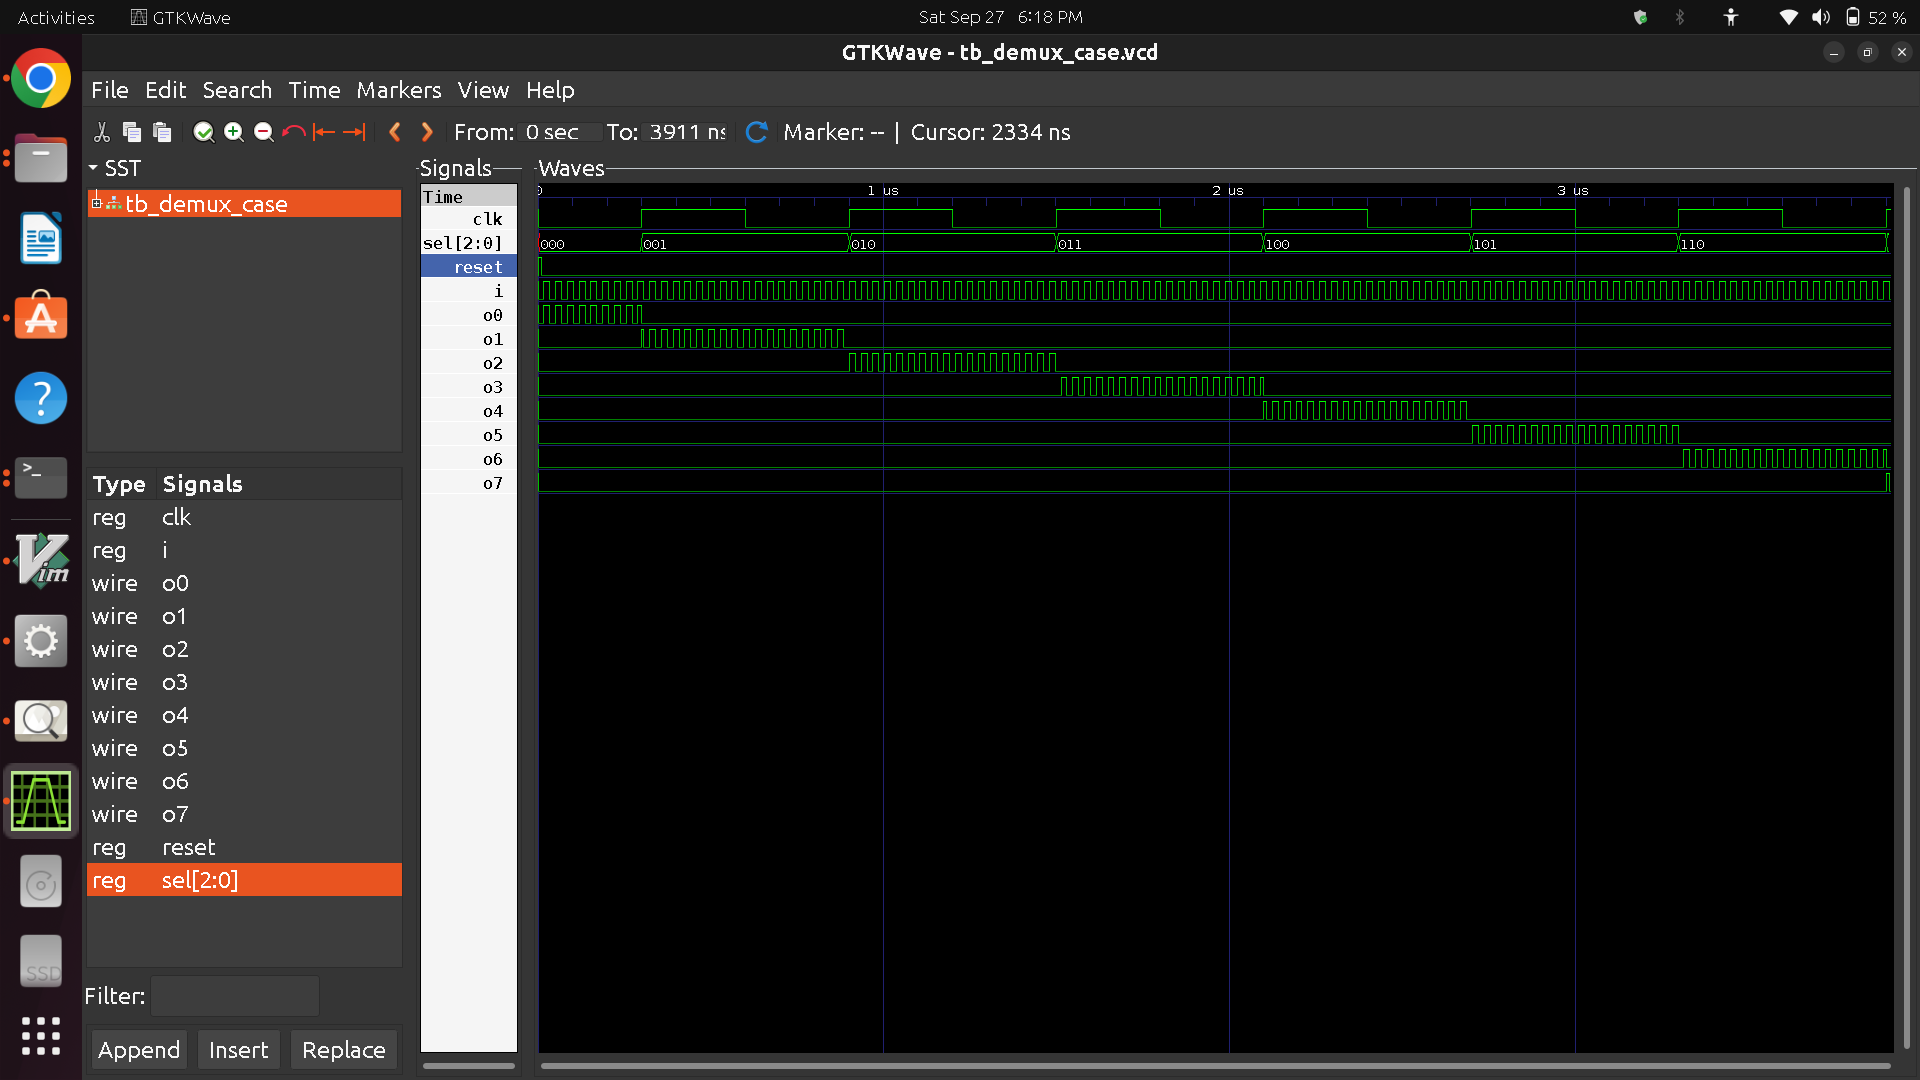 Activities GTKWave Sat Sep 27 6:18 PM 52 %
GTKWave - tb_demux_case.vcd
File Edit Search Time Markers View Help
From: 0 sec To: 3911 ns Marker: -- | Cursor: 2334 ns
SST
tb_demux_case
Type Signals
reg clk
reg i
wire o0
wire o1
wire o2
wire o3
wire o4
wire o5
wire o6
wire o7
reg reset
reg sel[2:0]
Filter:
Append Insert Replace
Signals
Time
clk
sel[2:0]
reset
i
o0
o1
o2
o3
o4
o5
o6
o7
Waves
0 1 us 2 us 3 us
000 001 010 011 100 101 110
>_
Vim
SSD